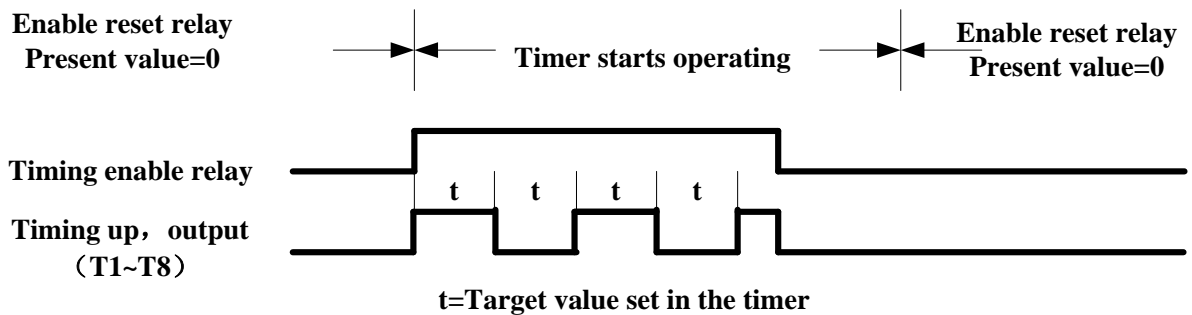 Enable reset relay
Present value=0
Timer starts operating
Enable reset relay
Present value=0
Timing enable relay
t t t t
Timing up，output
（T1~T8）
t=Target value set in the timer